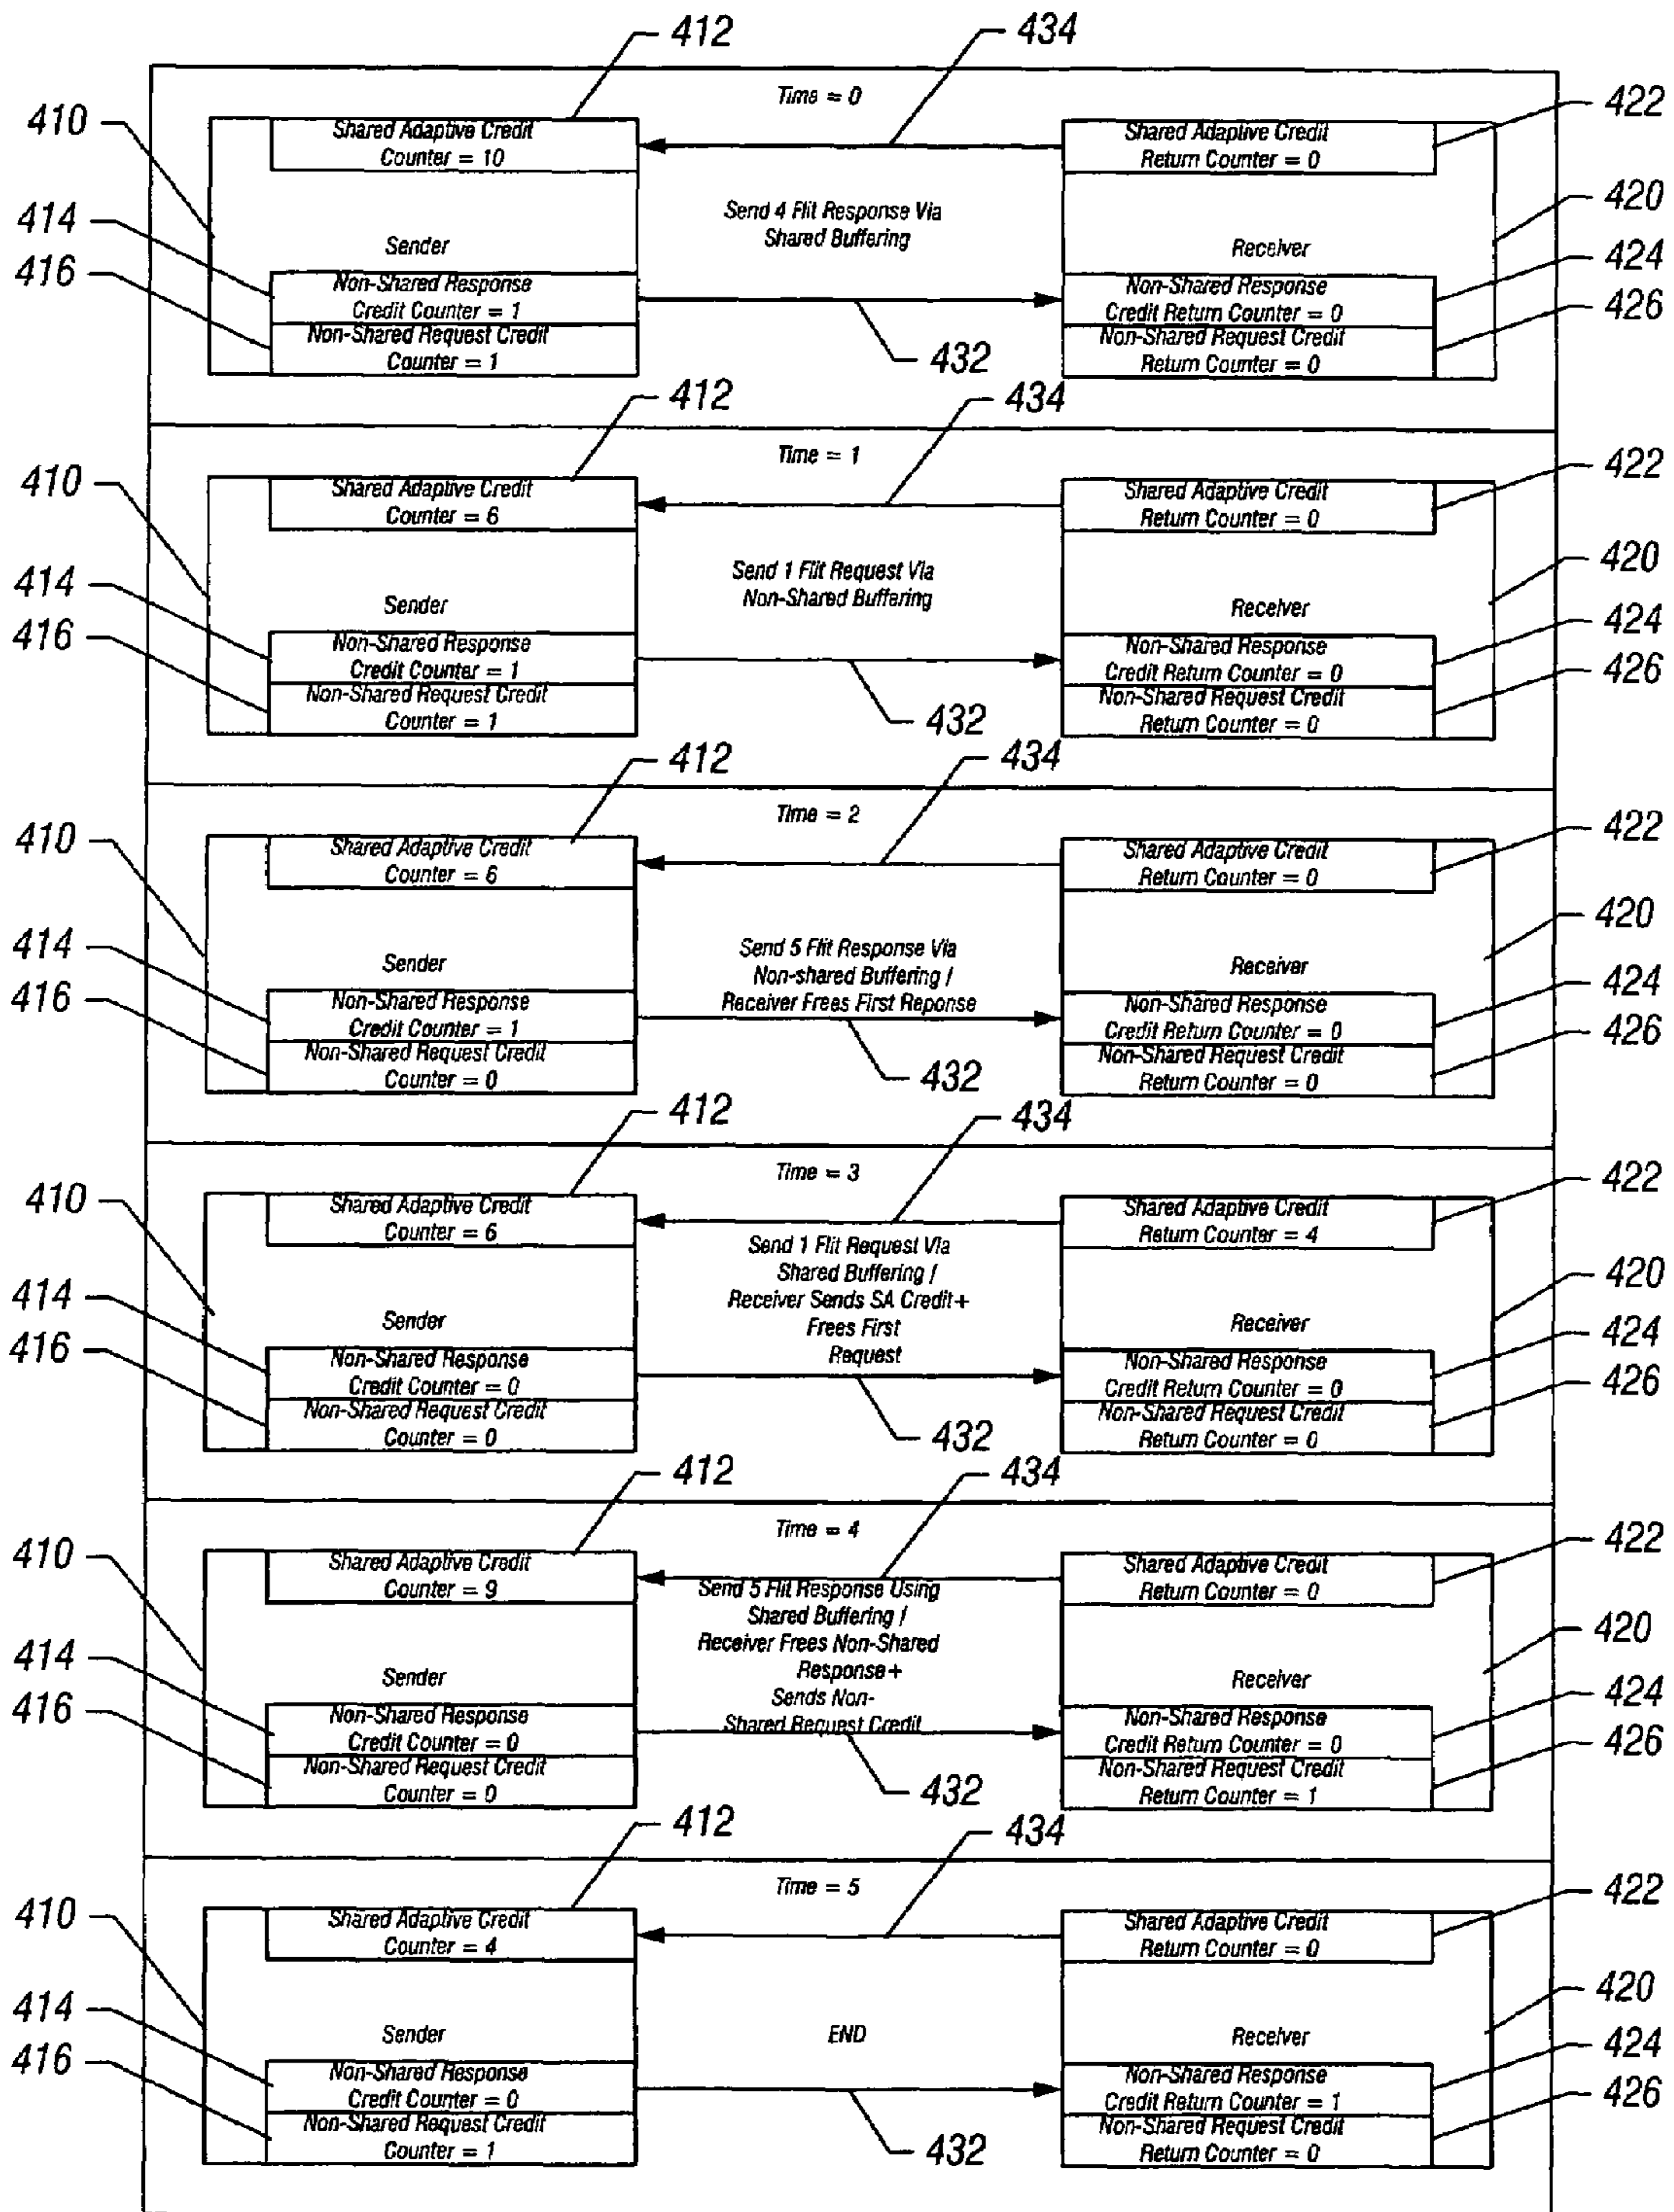 412
434
Time = 0
410
Shared Adaptive Credit
Counter = 10
Shared Adaptive Credit
Return Counter = 0
422
414
Send 4 Flit Response Via
Shared Buffering
420
416
Sender
Receiver
424
Non-Shared Response
Credit Counter = 1
Non-Shared Response
Credit Return Counter = 0
426
Non-Shared Request Credit
Counter = 1
432
Non-Shared Request Credit
Return Counter = 0
412
434
Time = 1
410
Shared Adaptive Credit
Counter = 6
Shared Adaptive Credit
Return Counter = 0
422
414
Send 1 Flit Request Via
Non-Shared Buffering
420
416
Sender
Receiver
424
Non-Shared Response
Credit Counter = 1
Non-Shared Response
Credit Return Counter = 0
426
Non-Shared Request Credit
Counter = 1
432
Non-Shared Request Credit
Return Counter = 0
412
434
Time = 2
410
Shared Adaptive Credit
Counter = 6
Shared Adaptive Credit
Return Counter = 0
422
414
Send 5 Flit Response Via
Non-shared Buffering /
Receiver Frees First Reponse
420
416
Sender
Receiver
424
Non-Shared Response
Credit Counter = 1
Non-Shared Response
Credit Return Counter = 0
426
Non-Shared Request Credit
Counter = 0
432
Non-Shared Request Credit
Return Counter = 0
412
434
Time = 3
410
Shared Adaptive Credit
Counter = 6
Shared Adaptive Credit
Return Counter = 4
422
414
Send 1 Flit Request Via
Shared Buffering /
Receiver Sends SA Credit+
Frees First
Request
420
416
Sender
Receiver
424
Non-Shared Response
Credit Counter = 0
Non-Shared Response
Credit Return Counter = 0
426
Non-Shared Request Credit
Counter = 0
432
Non-Shared Request Credit
Return Counter = 0
412
434
Time = 4
410
Shared Adaptive Credit
Counter = 9
Shared Adaptive Credit
Return Counter = 0
422
414
Send 5 Flit Response Using
Shared Buffering /
Receiver Frees Non-Shared
Response+
Sends Non-
Shared Request Credit
420
416
Sender
Receiver
424
Non-Shared Response
Credit Counter = 0
Non-Shared Response
Credit Return Counter = 0
426
Non-Shared Request Credit
Counter = 0
432
Non-Shared Request Credit
Return Counter = 1
412
434
Time = 5
410
Shared Adaptive Credit
Counter = 4
Shared Adaptive Credit
Return Counter = 0
422
414
END
420
416
Sender
Receiver
424
Non-Shared Response
Credit Counter = 0
Non-Shared Response
Credit Return Counter = 1
426
Non-Shared Request Credit
Counter = 1
432
Non-Shared Request Credit
Return Counter = 0